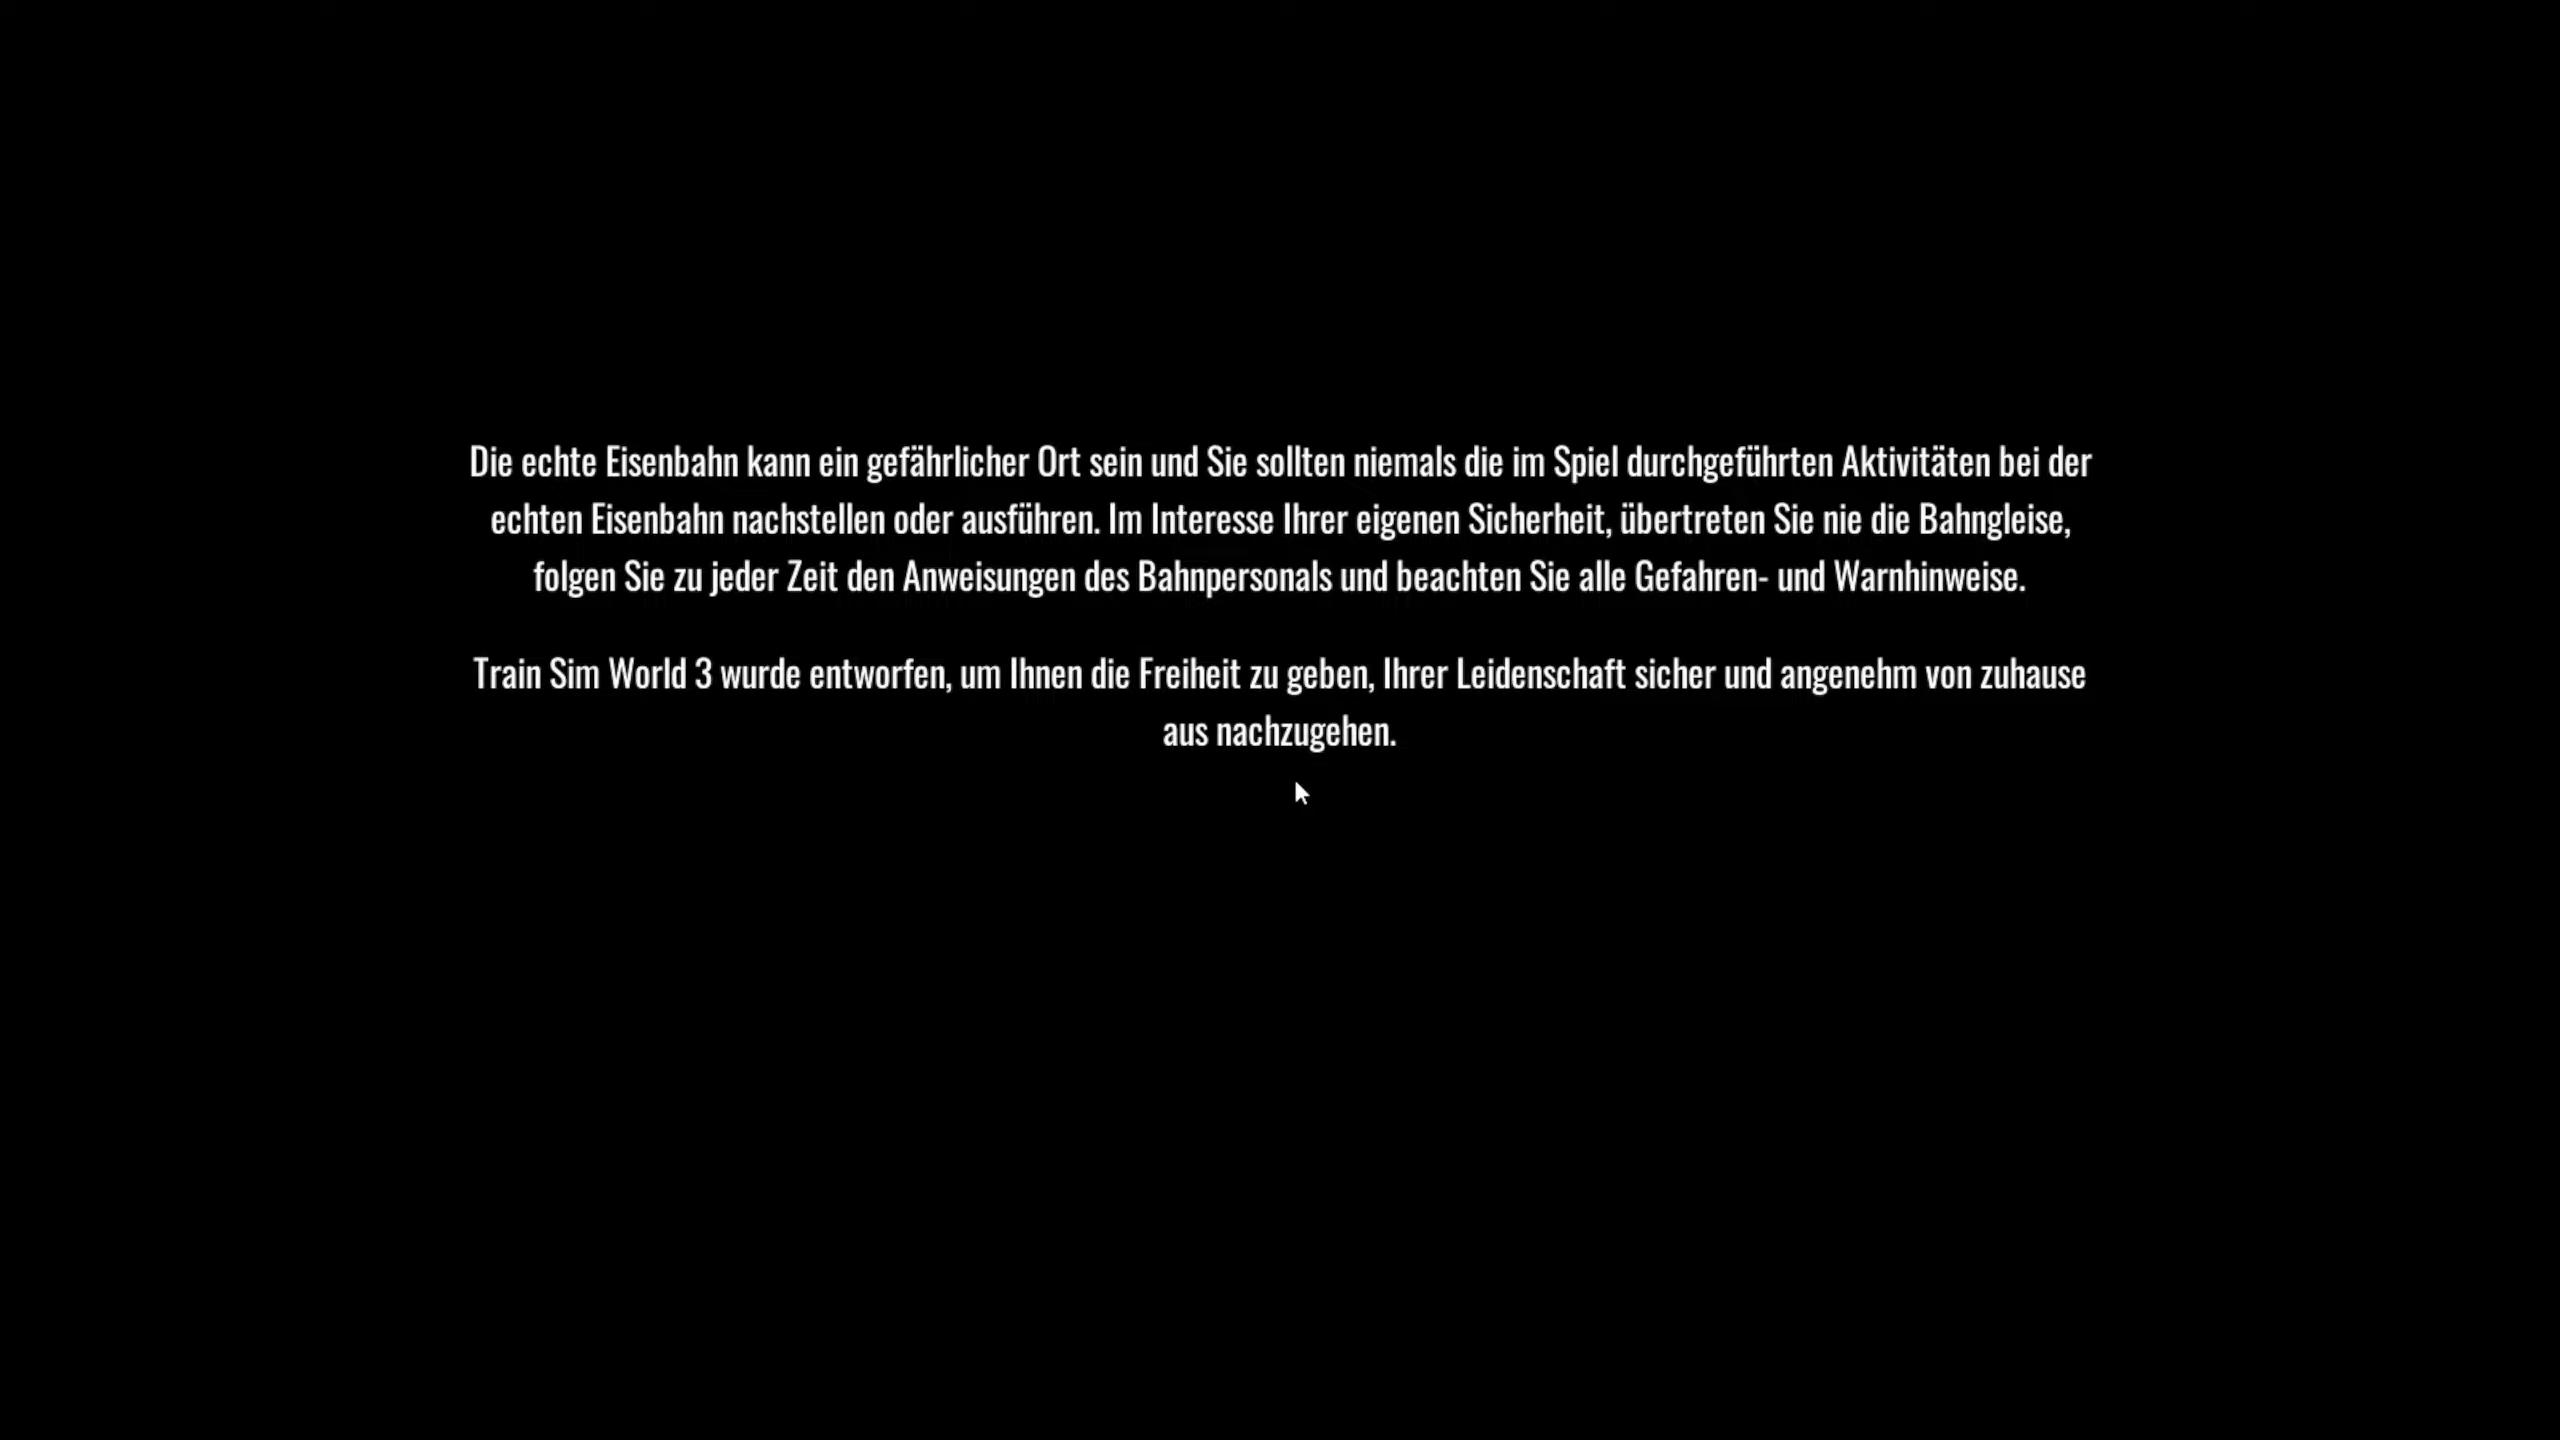 Die echte Eisenbahn kann ein gefährlicher Ort sein und Sie sollten niemals die im Spiel durchgeführten Aktivitäten bei der
echten Eisenbahn nachstellen oder ausführen. Im Interesse Ihrer eigenen Sicherheit, übertreten Sie nie die Bahngleise,
folgen Sie zu jeder Zeit den Anweisungen des Bahnpersonals und beachten Sie alle Gefahren- und Warnhinweise.
Train Sim World 3 wurde entworfen, um Ihnen die Freiheit zu geben, Ihrer Leidenschaft sicher und angenehm von zuhause
aus nachzugehen.